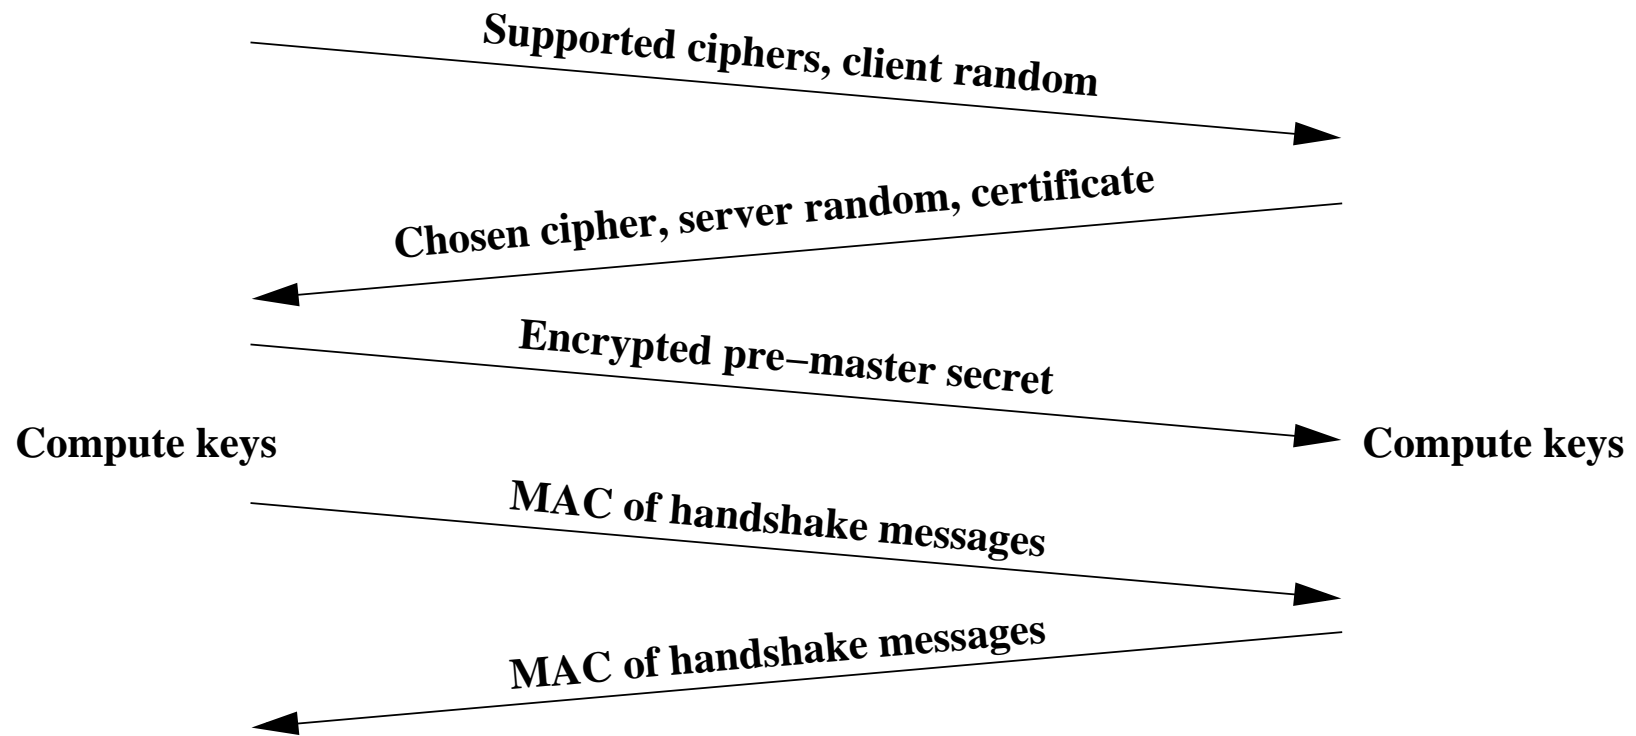 Supported ciphers, client random
Chosen cipher, server random, certificate
Encrypted pre−master secret
Compute keys
Compute keys
MAC of handshake messages
MAC of handshake messages